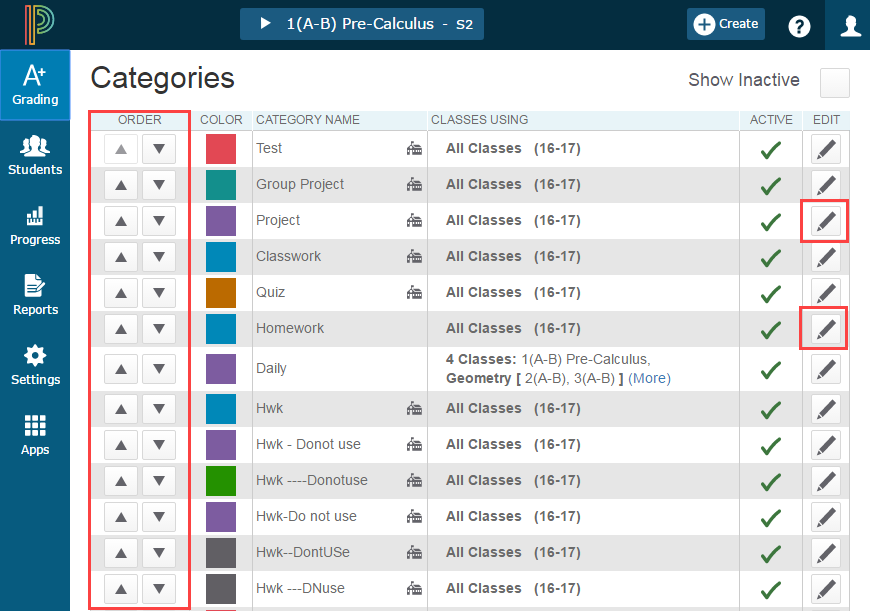 1(A-B) Pre-Calculus - S2
Create
?
A+
Grading
Students
Progress
Reports
Settings
Apps
Categories
Show Inactive
ORDER COLOR CATEGORY NAME CLASSES USING ACTIVE EDIT
Test All Classes (16-17)
Group Project All Classes (16-17)
Project All Classes (16-17)
Classwork All Classes (16-17)
Quiz All Classes (16-17)
Homework All Classes (16-17)
Daily 4 Classes: 1(A-B) Pre-Calculus,
Geometry [ 2(A-B), 3(A-B) ] (More)
Hwk All Classes (16-17)
Hwk - Donot use All Classes (16-17)
Hwk ----Donotuse All Classes (16-17)
Hwk-Do not use All Classes (16-17)
Hwk--DontUSe All Classes (16-17)
Hwk ---DNuse All Classes (16-17)